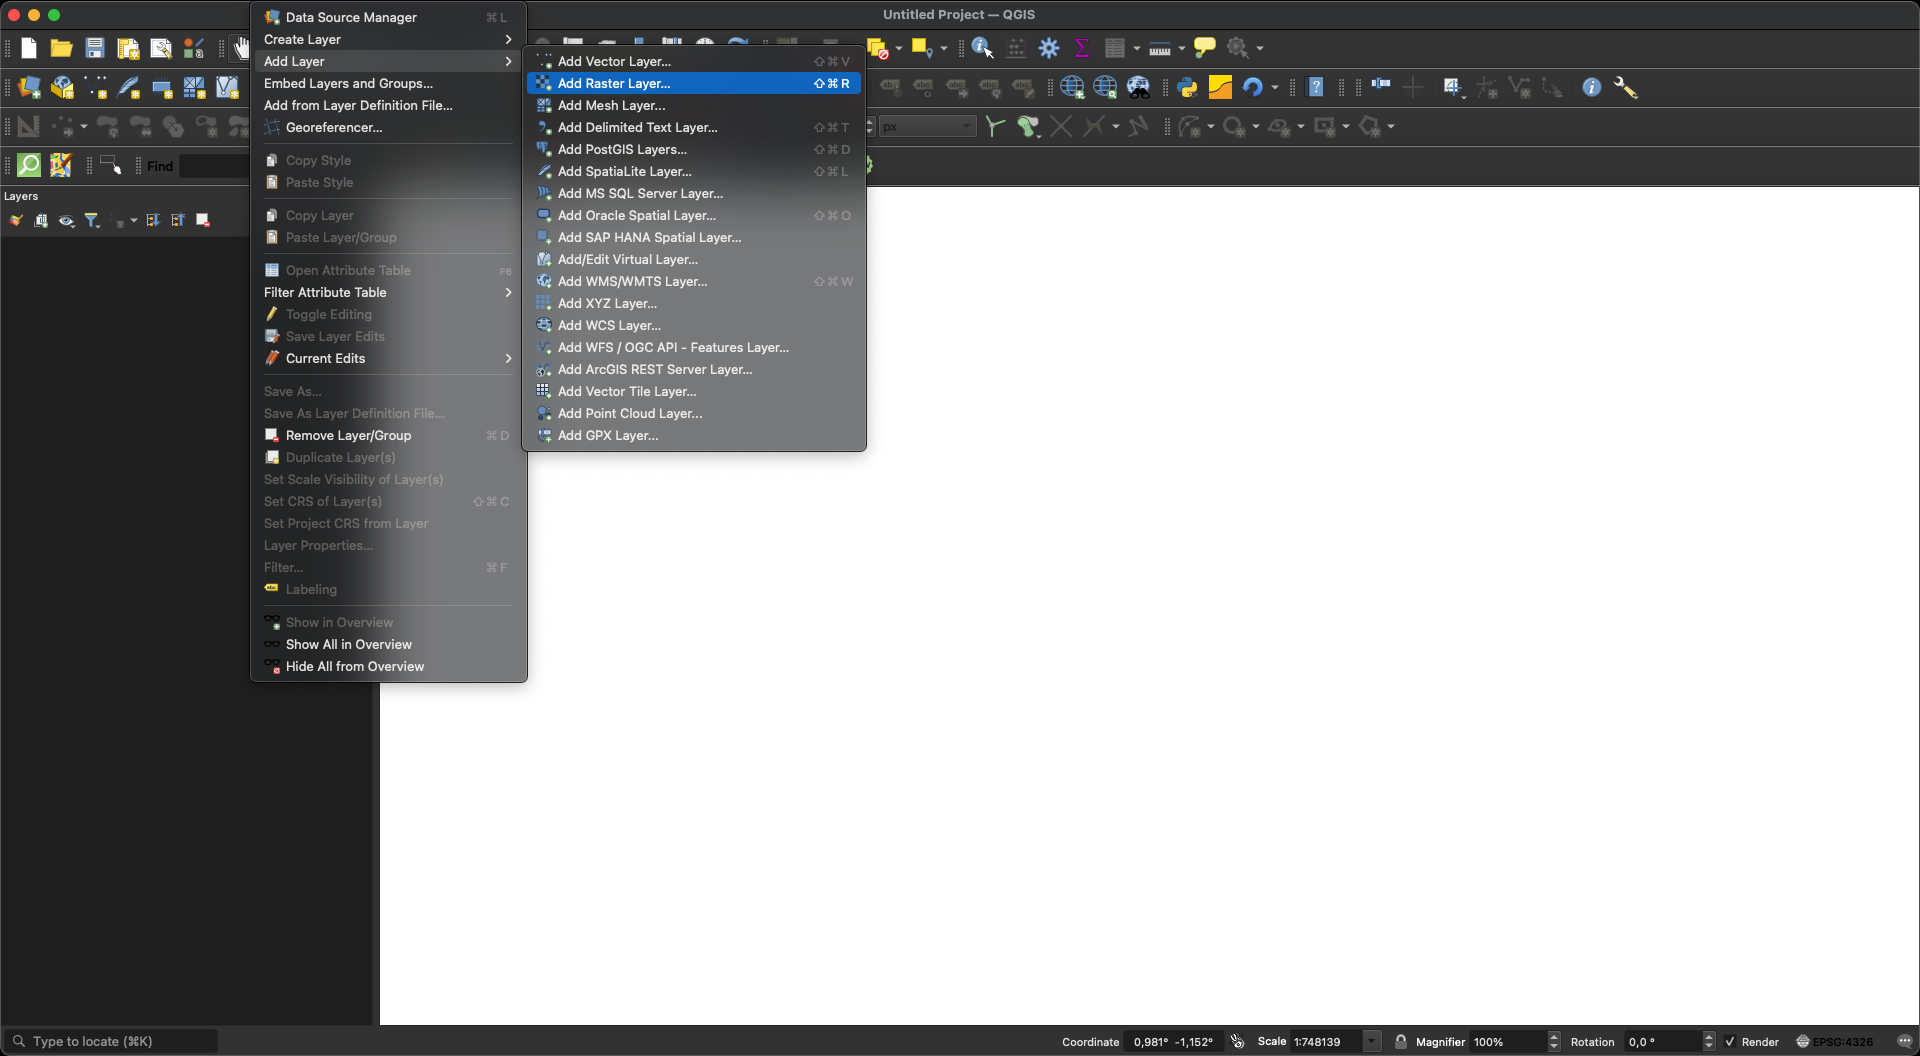 Untitled Project — QGIS
Data Source Manager ⌘ L
Create Layer
Add Layer
Embed Layers and Groups...
Add from Layer Definition File...
Georeferencer...
Copy Style
Paste Style
Copy Layer
Paste Layer/Group
Open Attribute Table F6
Filter Attribute Table
Toggle Editing
Save Layer Edits
Current Edits
Save As...
Save As Layer Definition File...
Remove Layer/Group ⌘ D
Duplicate Layer(s)
Set Scale Visibility of Layer(s)
Set CRS of Layer(s) ⇧ ⌘ C
Set Project CRS from Layer
Layer Properties...
Filter... ⌘ F
abc Labeling
Show in Overview
Show All in Overview
Hide All from Overview
Add Vector Layer... ⇧ ⌘ V
Add Raster Layer... ⇧ ⌘ R
Add Mesh Layer...
Add Delimited Text Layer... ⇧ ⌘ T
Add PostGIS Layers... ⇧ ⌘ D
Add SpatiaLite Layer... ⇧ ⌘ L
Add MS SQL Server Layer...
Add Oracle Spatial Layer... ⇧ ⌘ O
Add SAP HANA Spatial Layer...
Add/Edit Virtual Layer...
Add WMS/WMTS Layer... ⇧ ⌘ W
Add XYZ Layer...
Add WCS Layer...
Add WFS / OGC API - Features Layer...
Add ArcGIS REST Server Layer...
Add Vector Tile Layer...
Add Point Cloud Layer...
Add GPX Layer...
px
Find
Layers
Type to locate (⌘K)
Coordinate 0,981° -1,152° Scale 1:748139 Magnifier 100% Rotation 0,0 ° Render EPSG:4326